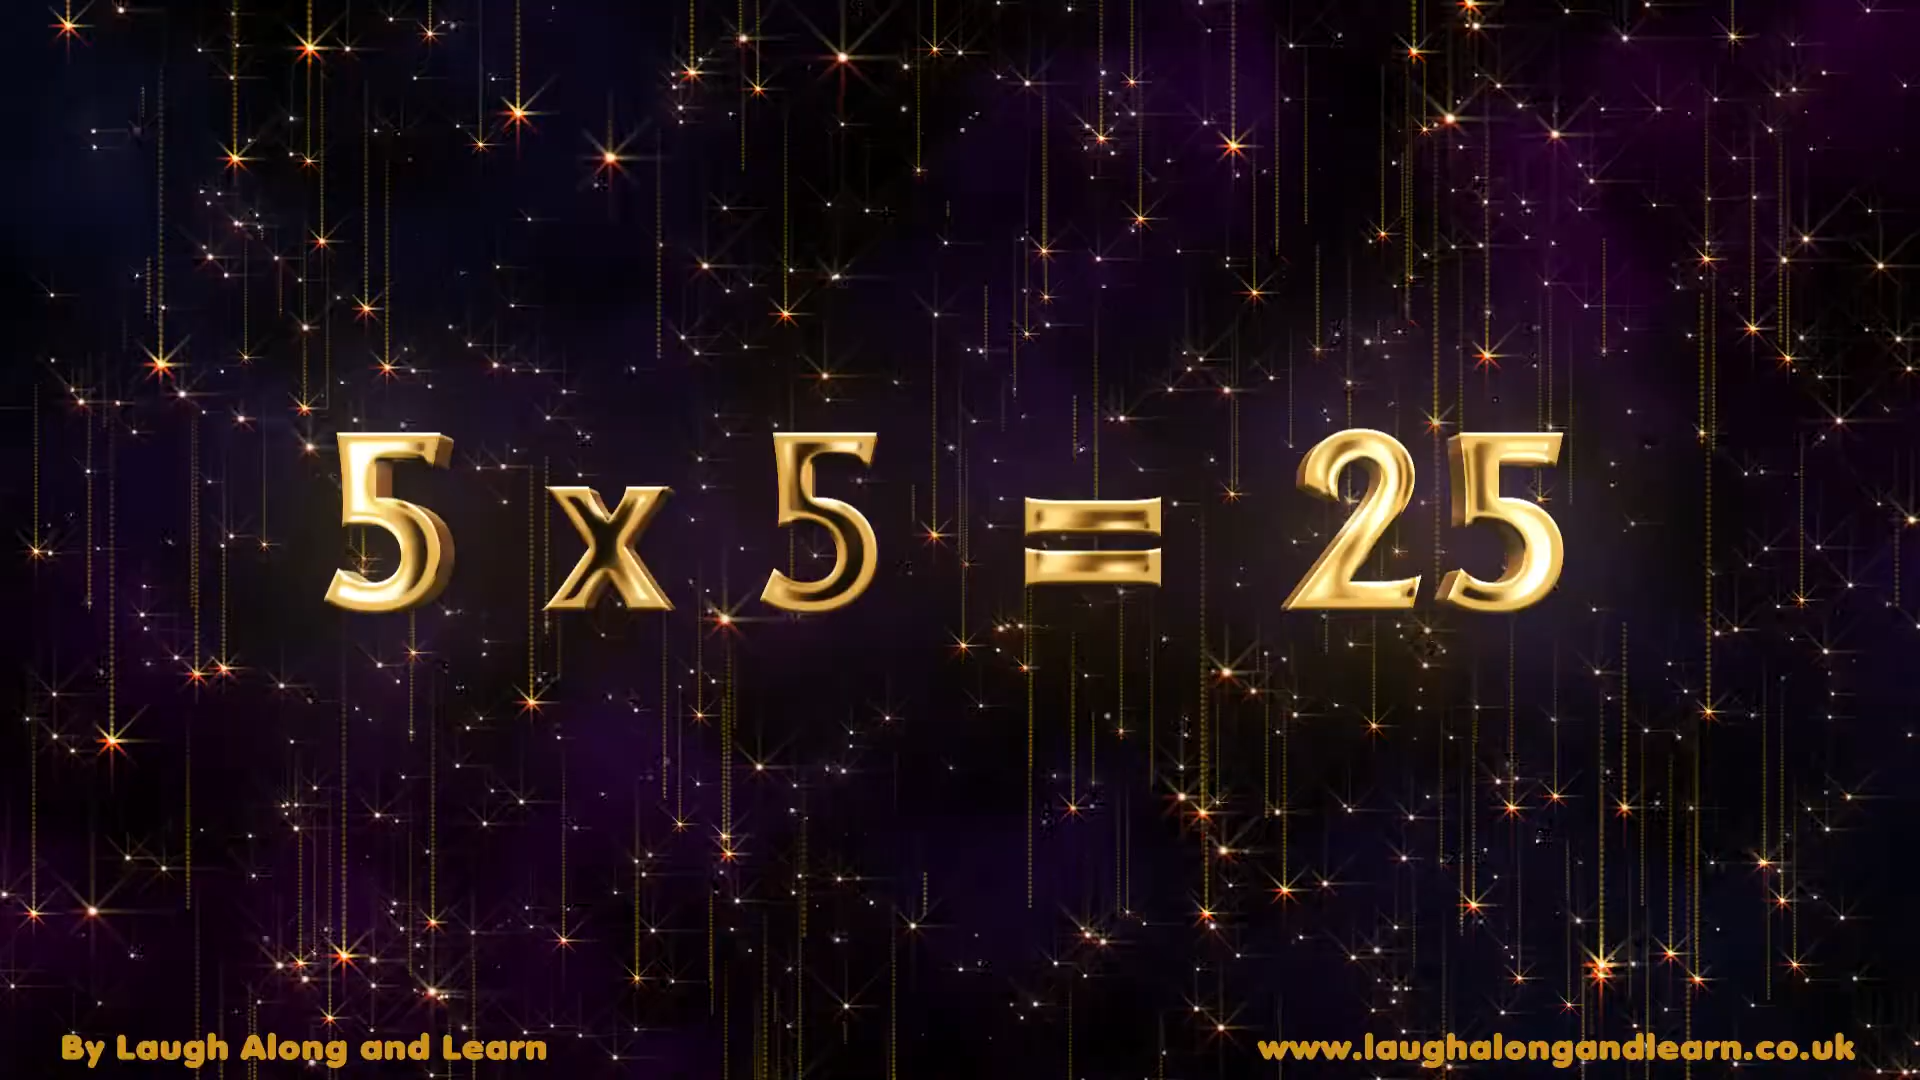 5 x 5 = 25
By Laugh Along and Learn
www.laughalongandlearn.co.uk